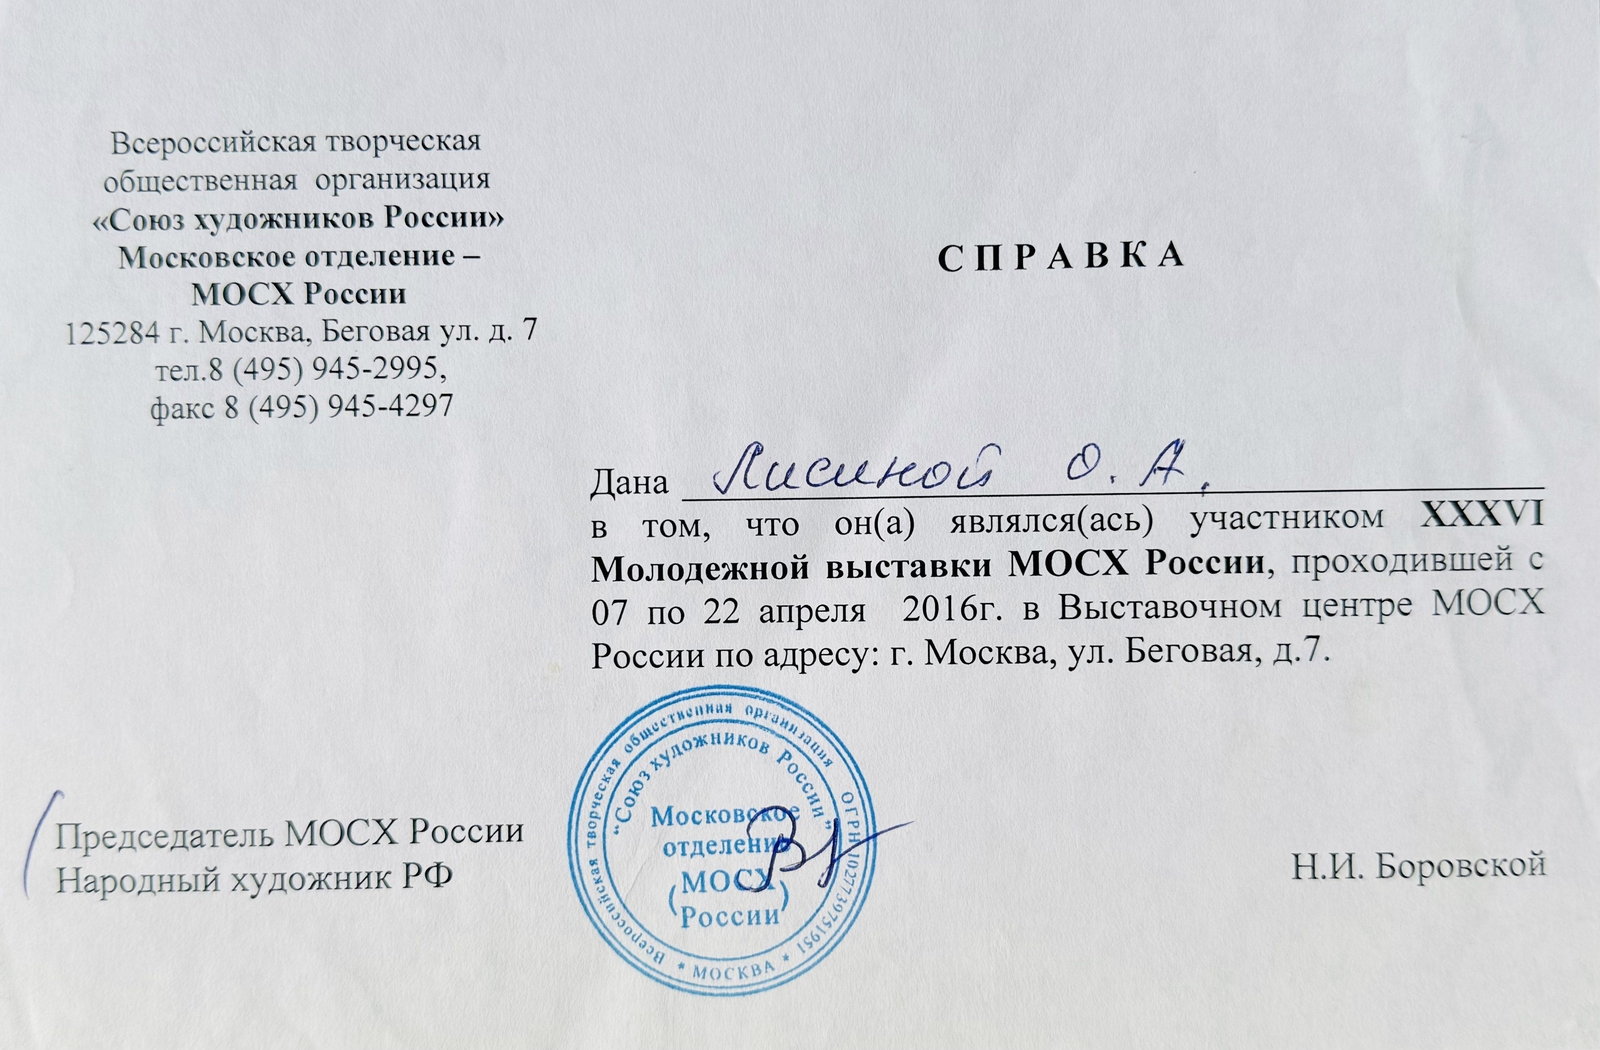 Всероссийская творческая
общественная организация
«Союз художников России»
Московское отделение –
МОСХ России
125284 г. Москва, Беговая ул. д. 7
тел.8 (495) 945-2995,
факс 8 (495) 945-4297
СПРАВКА
Дана Лисиной О. А.
в том, что он(а) являлся(ась) участником XXXVI
Молодежной выставки МОСХ России, проходившей с
07 по 22 апреля 2016г. в Выставочном центре МОСХ
России по адресу: г. Москва, ул. Беговая, д.7.
Председатель МОСХ России
Народный художник РФ
Н.И. Боровской
Всероссийская творческая общественная организация ОГРН 1027739751951
* МОСКВА *
"Союз художников России"
Московское
отделение
(МОСХ
России)